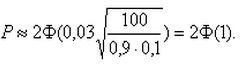 P ≈ 2Φ(0,03√(100/(0,9·0,1))) = 2Φ(1).